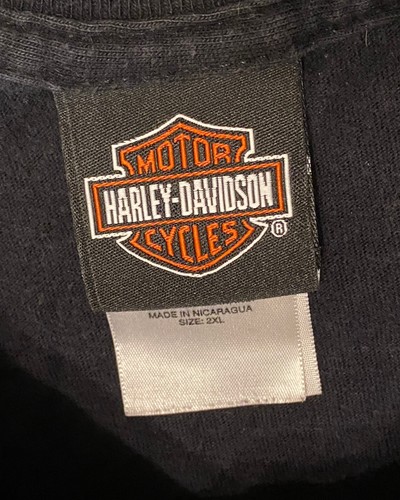 MOTOR
HARLEY-DAVIDSON
CYCLES
®
MADE IN NICARAGUA
SIZE: 2XL